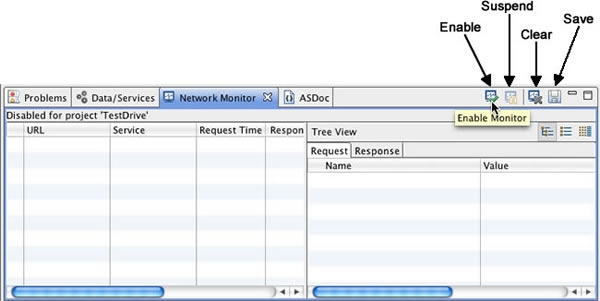 Suspend
Enable
Save
Clear
Problems Data/Services Network Monitor ASDoc
Enable Monitor
Disabled for project 'TestDrive'
URL Service Request Time Respon
Tree View
Request Response
Name Value